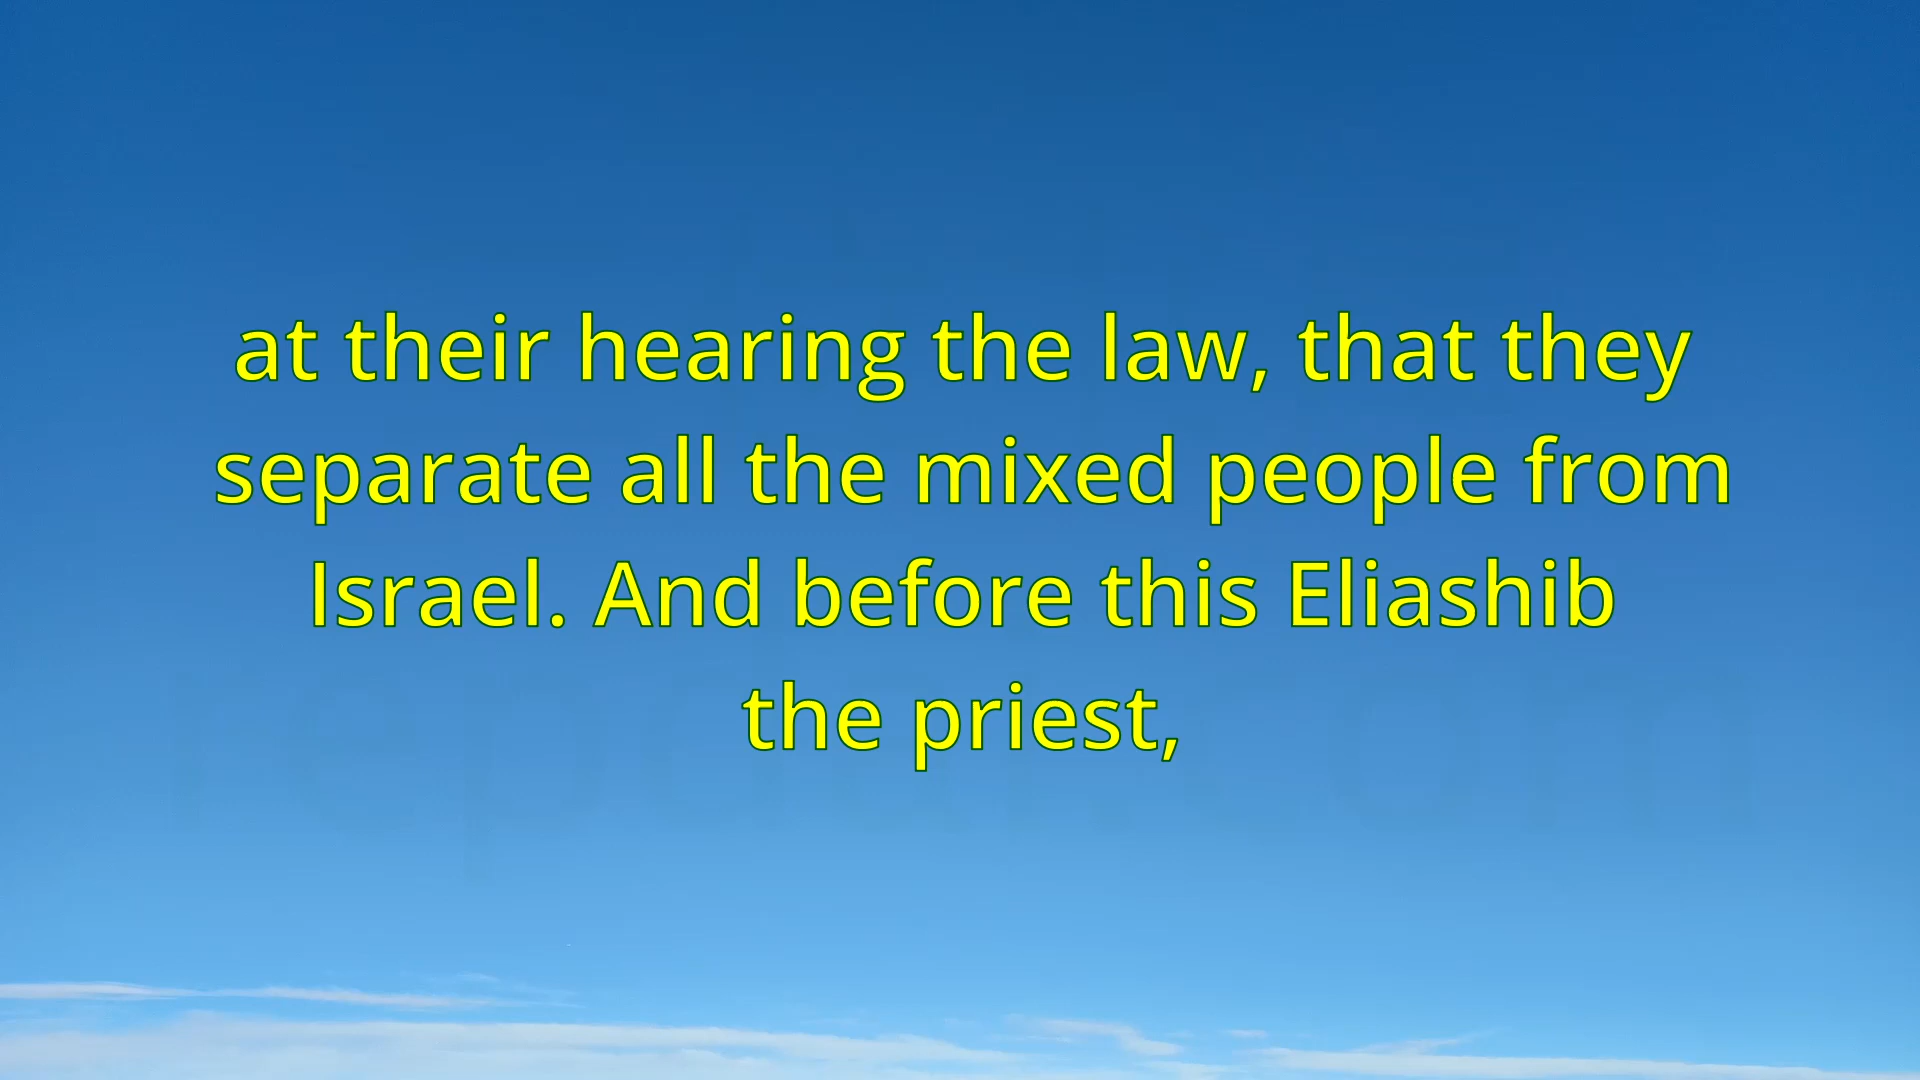 at their hearing the law, that they
separate all the mixed people from
Israel. And before this Eliashib
the priest,